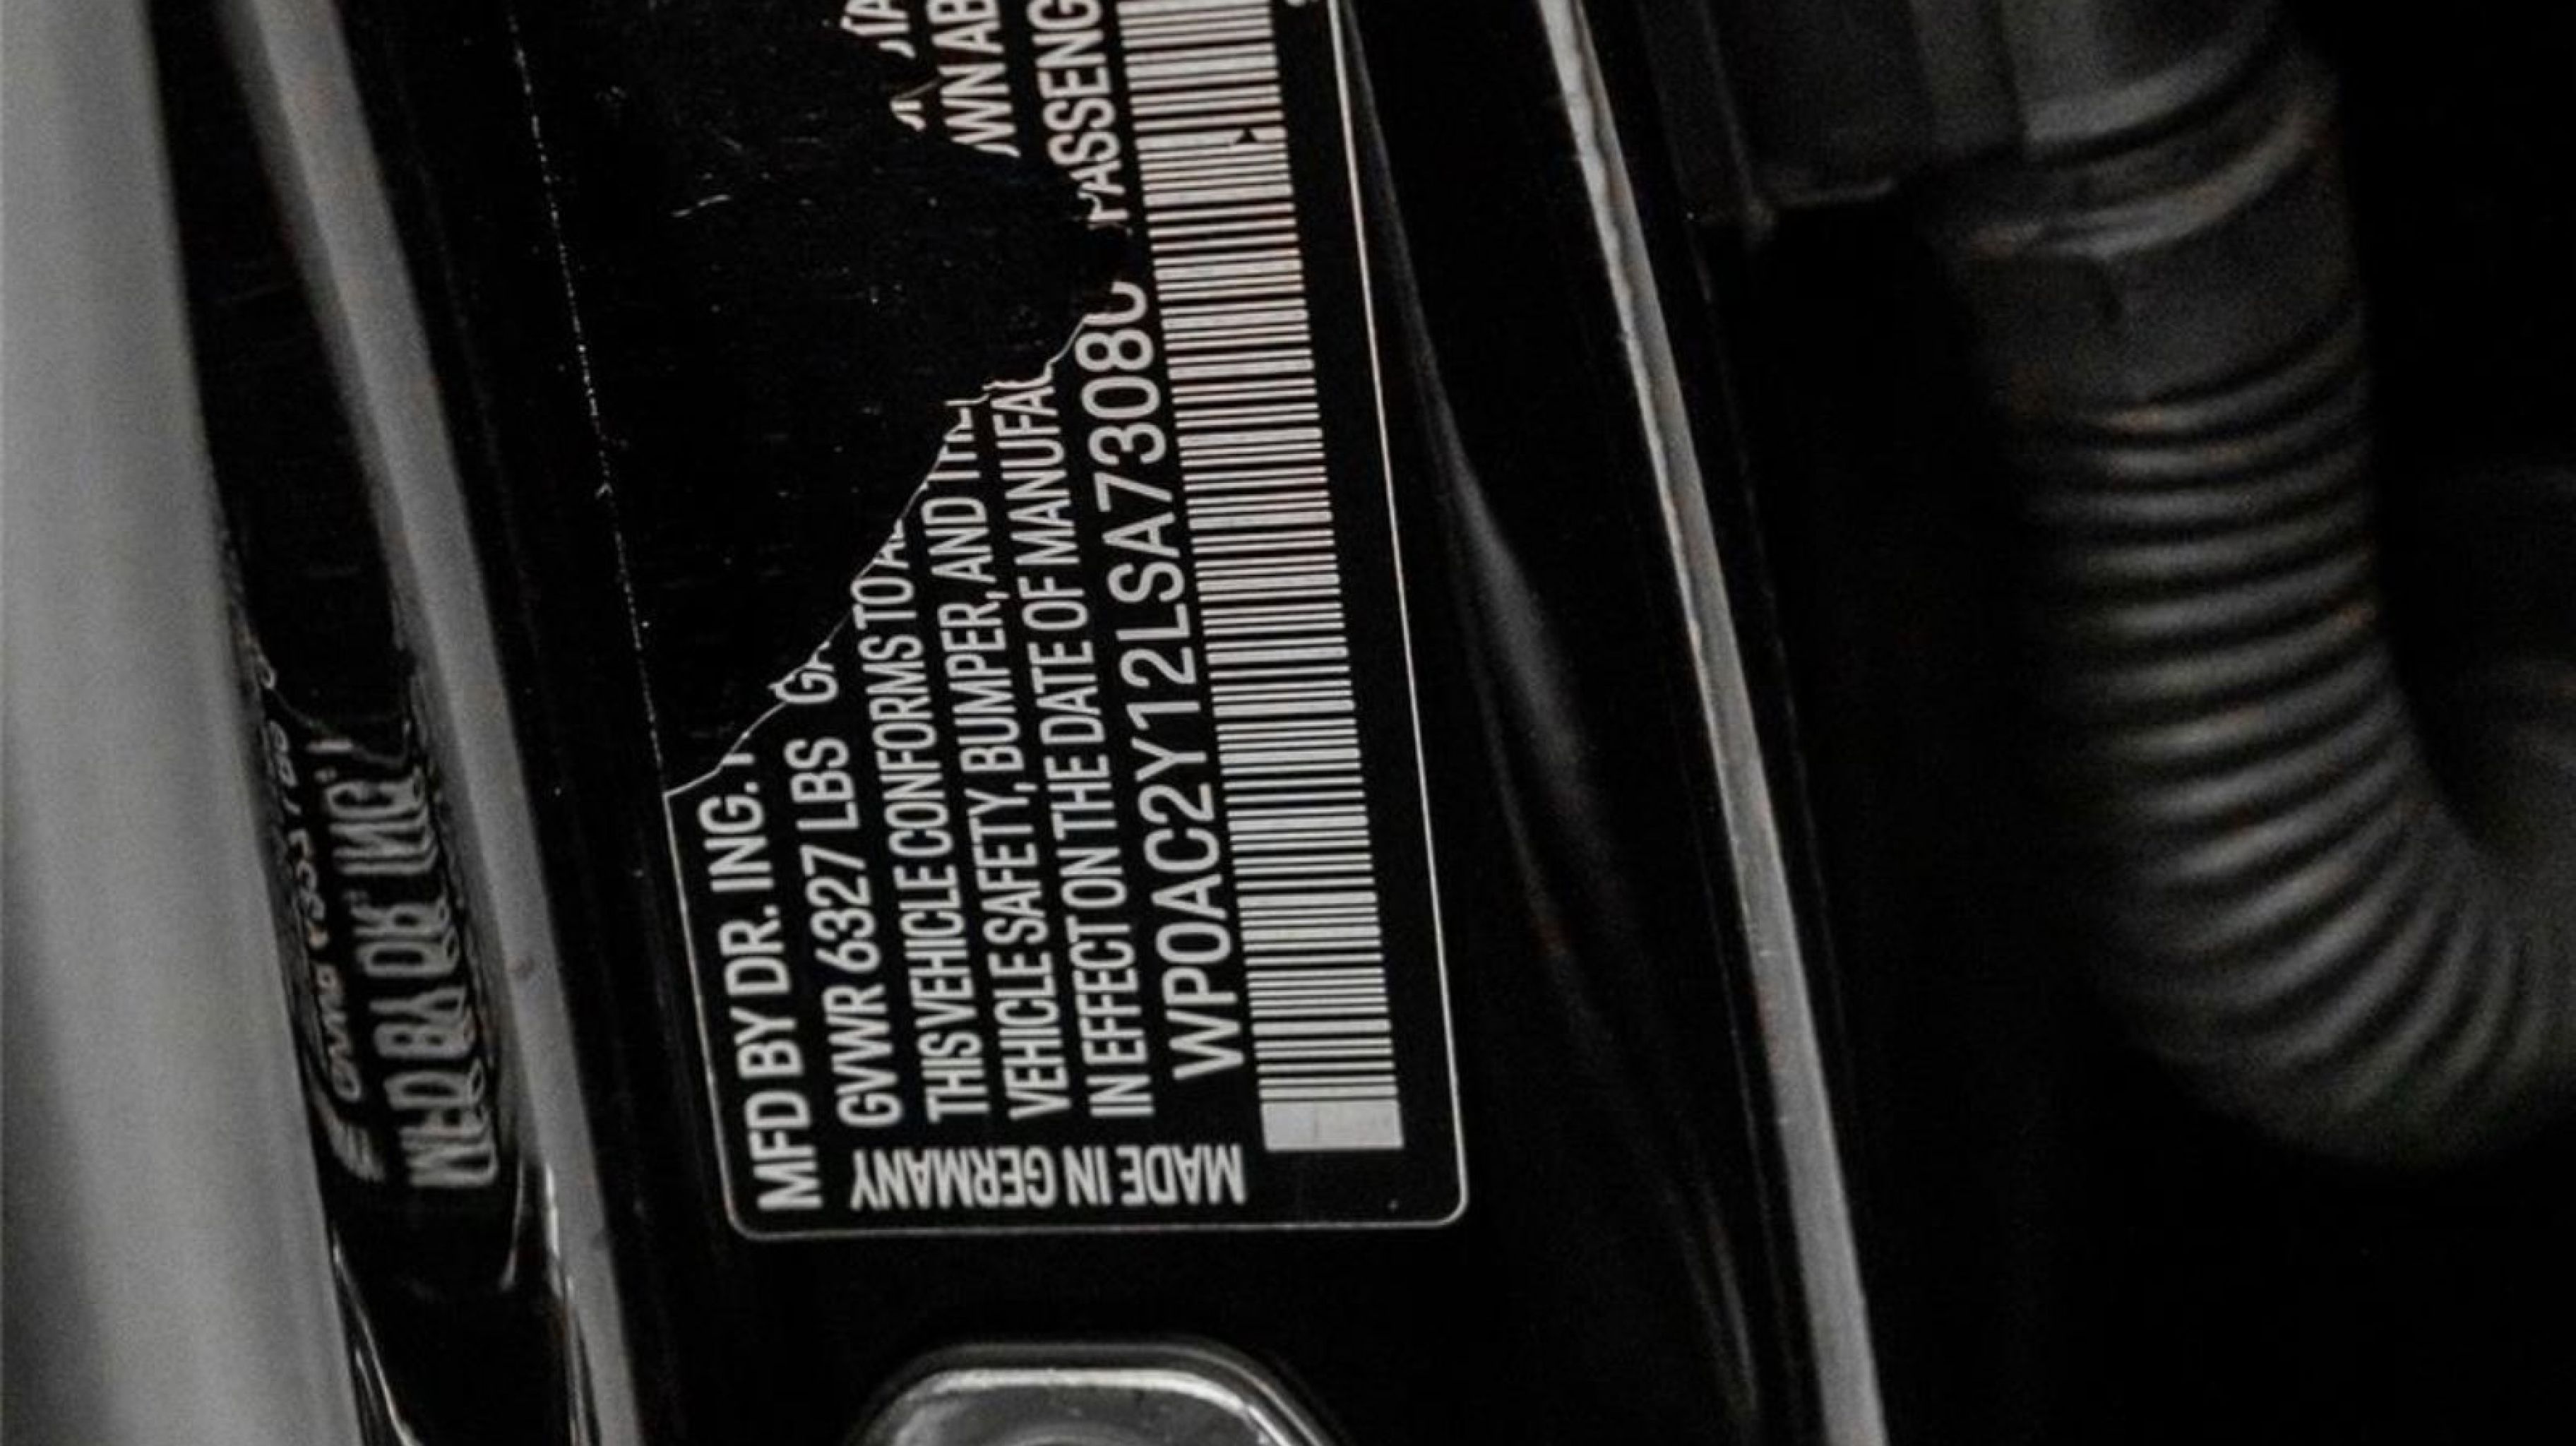 MFD BY DR. ING.
GVWR 6327 LBS
THIS VEHICLE CONFORMS TO
VEHICLE SAFETY, BUMPER, AND
IN EFFECT ON THE DATE OF MANUFA
WP0AC2Y12LSA7308
PASSENG
MADE IN GERMANY